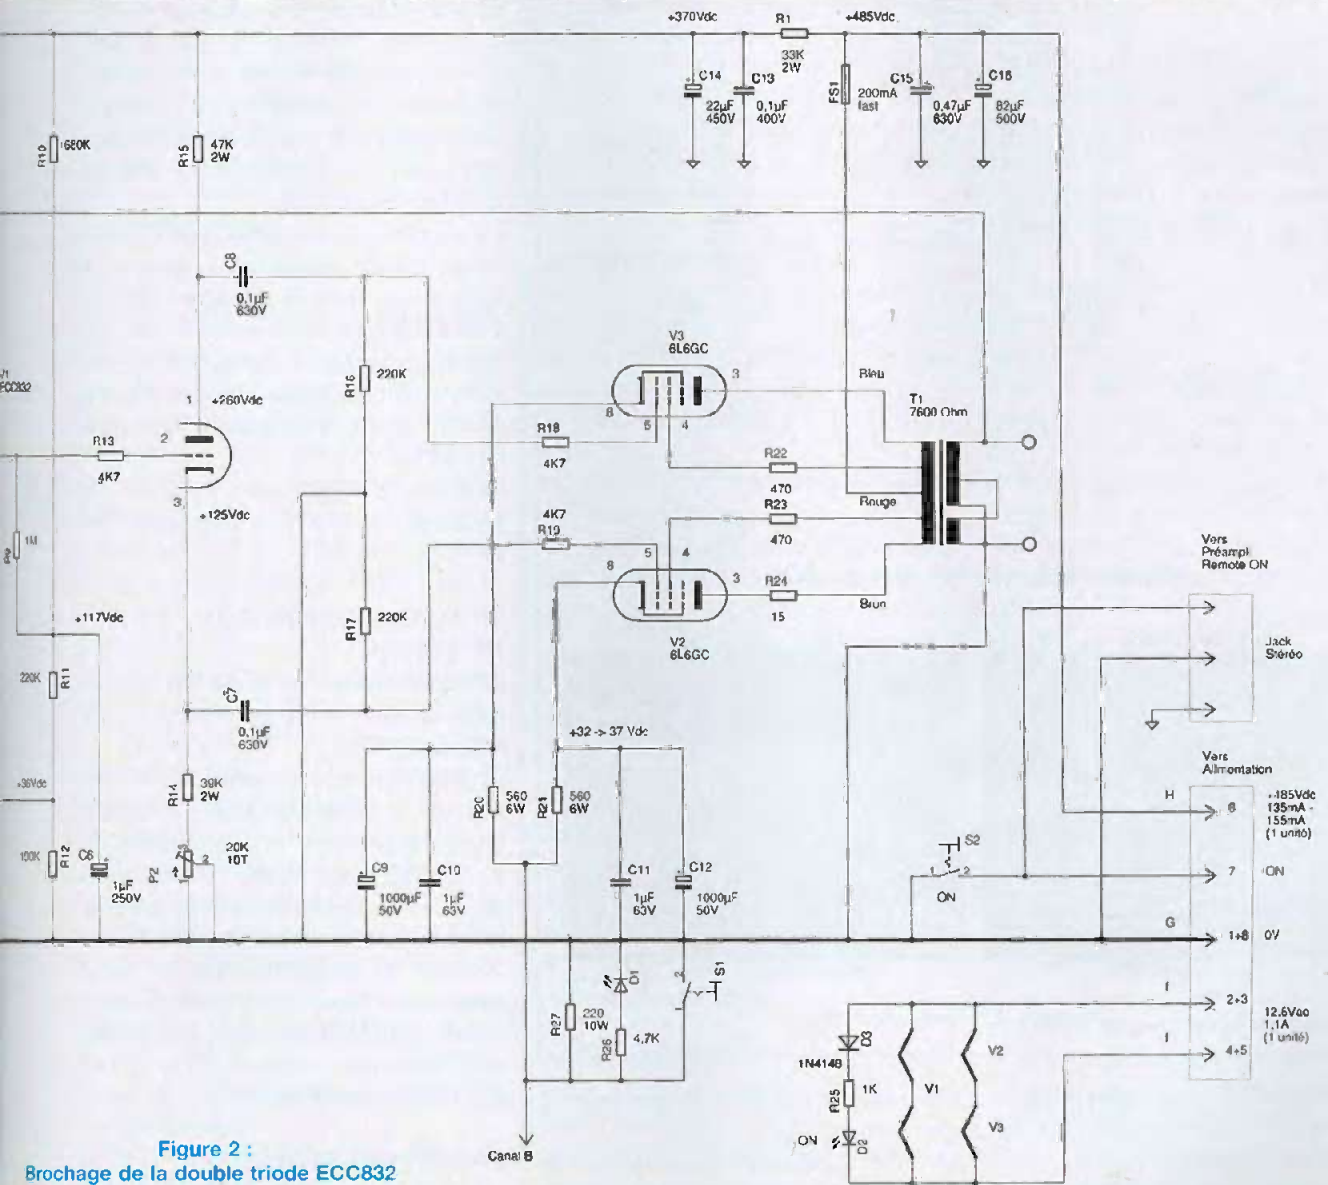 +370Vdc
R1
+485Vdc
33K
2W
C14
22µF
450V
C13
0,1µF
400V
FS1
200mA
fast
C15
0,47µF
630V
C16
82µF
500V
R10
680K
R15
47K
2W
C8
0,1µF
630V
R16
220K
V3
6L6GC
3
Bleu
T1
7600 Ohm
ECC832
1
+260Vdc
R13
2
4K7
3
+125Vdc
8
5
4
R18
4K7
R22
470
Rouge
4K7
R19
R23
470
8
5
4
3
R24
15
Brun
V2
6L6GC
1M
+117Vdc
R17
220K
220K
R11
C7
0,1µF
630V
+32 -> 37 Vdc
Vers
Préampli
Remote ON
Jack
Stéréo
Vers
Alimentation
+36Vdc
R14
39K
2W
R20
560
6W
R21
560
6W
H
6
+485Vdc
135mA -
155mA
(1 unité)
R12
C6
1µF
250V
P2
2
20K
10T
C9
1000µF
50V
C10
1µF
63V
C11
1µF
63V
C12
1000µF
50V
S2
1
2
ON
7
ON
G
1+8
0V
D1
2
S1
1
R27
220
10W
R26
4,7K
2+3
12,6Vac
1,1A
(1 unité)
4+5
D3
1N4148
R25
1K
V1
V2
V3
ON
D2
Canal B
Figure 2 :
Brochage de la double triode ECC832